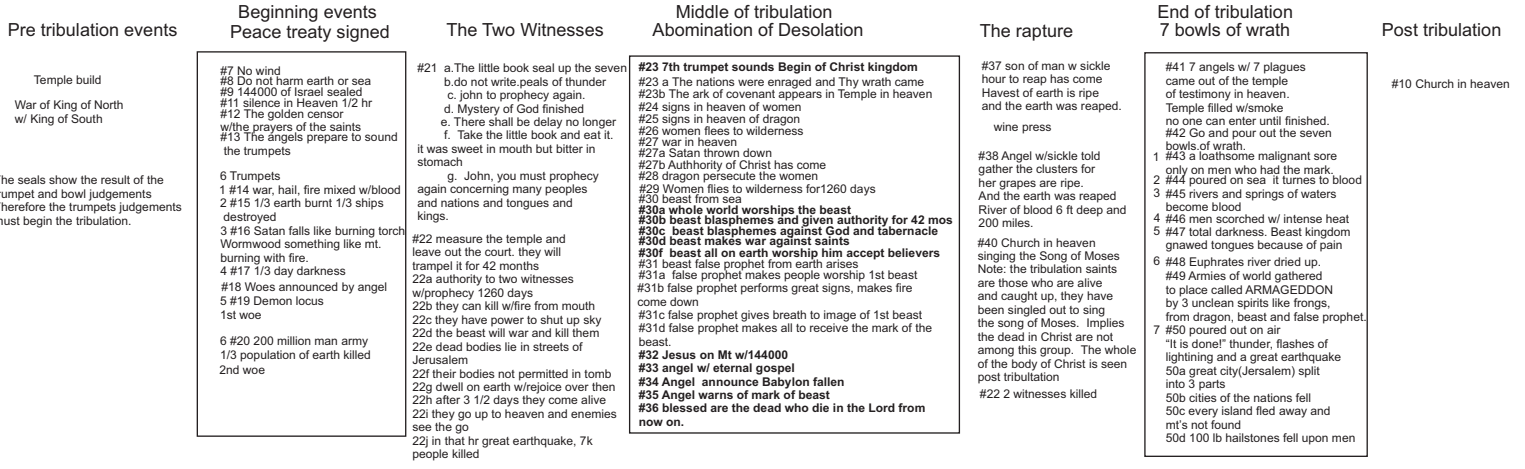 Pre tribulation events
Temple build
War of King of North
w/ King of South
he seals show the result of the
rumpet and bowl judgements
herefore the trumpets judgements
ust begin the tribulation.
Beginning events
Peace treaty signed
#7 No wind
#8 Do not harm earth or sea
#9 144000 of Israel sealed
#11 silence in Heaven 1/2 hr
#12 The golden censor
w/the prayers of the saints
#13 The angels prepare to sound
the trumpets
6 Trumpets
1 #14 war, hail, fire mixed w/blood
2 #15 1/3 earth burnt 1/3 ships
destroyed
3 #16 Satan falls like burning torch
Wormwood something like mt.
burning with fire.
4 #17 1/3 day darkness
#18 Woes announced by angel
5 #19 Demon locus
1st woe
6 #20 200 million man army
1/3 population of earth killed
2nd woe
The Two Witnesses
#21 a.The little book seal up the seven
b.do not write.peals of thunder
c. john to prophecy again.
d. Mystery of God finished
e. There shall be delay no longer
f. Take the little book and eat it.
it was sweet in mouth but bitter in
stomach
g. John, you must prophecy
again concerning many peoples
and nations and tongues and
kings.
#22 measure the temple and
leave out the court. they will
trampel it for 42 months
22a authority to two witnesses
w/prophecy 1260 days
22b they can kill w/fire from mouth
22c they have power to shut up sky
22d the beast will war and kill them
22e dead bodies lie in streets of
Jerusalem
22f their bodies not permitted in tomb
22g dwell on earth w/rejoice over then
22h after 3 1/2 days they come alive
22i they go up to heaven and enemies
see the go
22j in that hr great earthquake, 7k
people killed
Middle of tribulation
Abomination of Desolation
#23 7th trumpet sounds Begin of Christ kingdom
#23 a The nations were enraged and Thy wrath came
#23b The ark of covenant appears in Temple in heaven
#24 signs in heaven of women
#25 signs in heaven of dragon
#26 women flees to wilderness
#27 war in heaven
#27a Satan thrown down
#27b Authhority of Christ has come
#28 dragon persecute the women
#29 Women flies to wilderness for1260 days
#30 beast from sea
#30a whole world worships the beast
#30b beast blasphemes and given authority for 42 mos
#30c beast blasphemes against God and tabernacle
#30d beast makes war against saints
#30f beast all on earth worship him accept believers
#31 beast false prophet from earth arises
#31a false prophet makes people worship 1st beast
#31b false prophet performs great signs, makes fire
come down
#31c false prophet gives breath to image of 1st beast
#31d false prophet makes all to receive the mark of the
beast.
#32 Jesus on Mt w/144000
#33 angel w/ eternal gospel
#34 Angel announce Babylon fallen
#35 Angel warns of mark of beast
#36 blessed are the dead who die in the Lord from
now on.
The rapture
#37 son of man w sickle
hour to reap has come
Havest of earth is ripe
and the earth was reaped.
wine press
#38 Angel w/sickle told
gather the clusters for
her grapes are ripe.
And the earth was reaped
River of blood 6 ft deep and
200 miles.
#40 Church in heaven
singing the Song of Moses
Note: the tribulation saints
are those who are alive
and caught up, they have
been singled out to sing
the song of Moses. Implies
the dead in Christ are not
among this group. The whole
of the body of Christ is seen
post tribultation
#22 2 witnesses killed
End of tribulation
7 bowls of wrath
#41 7 angels w/ 7 plagues
came out of the temple
of testimony in heaven.
Temple filled w/smoke
no one can enter until finished.
#42 Go and pour out the seven
bowls.of wrath.
1 #43 a loathsome malignant sore
only on men who had the mark.
2 #44 poured on sea it turnes to blood
3 #45 rivers and springs of waters
become blood
4 #46 men scorched w/ intense heat
5 #47 total darkness. Beast kingdom
gnawed tongues because of pain
6 #48 Euphrates river dried up.
#49 Armies of world gathered
to place called ARMAGEDDON
by 3 unclean spirits like frongs,
from dragon, beast and false prophet.
7 #50 poured out on air
"It is done!" thunder, flashes of
lightining and a great earthquake
50a great city(Jersalem) split
into 3 parts
50b cities of the nations fell
50c every island fled away and
mt's not found
50d 100 lb hailstones fell upon men
Post tribulation
#10 Church in heaven